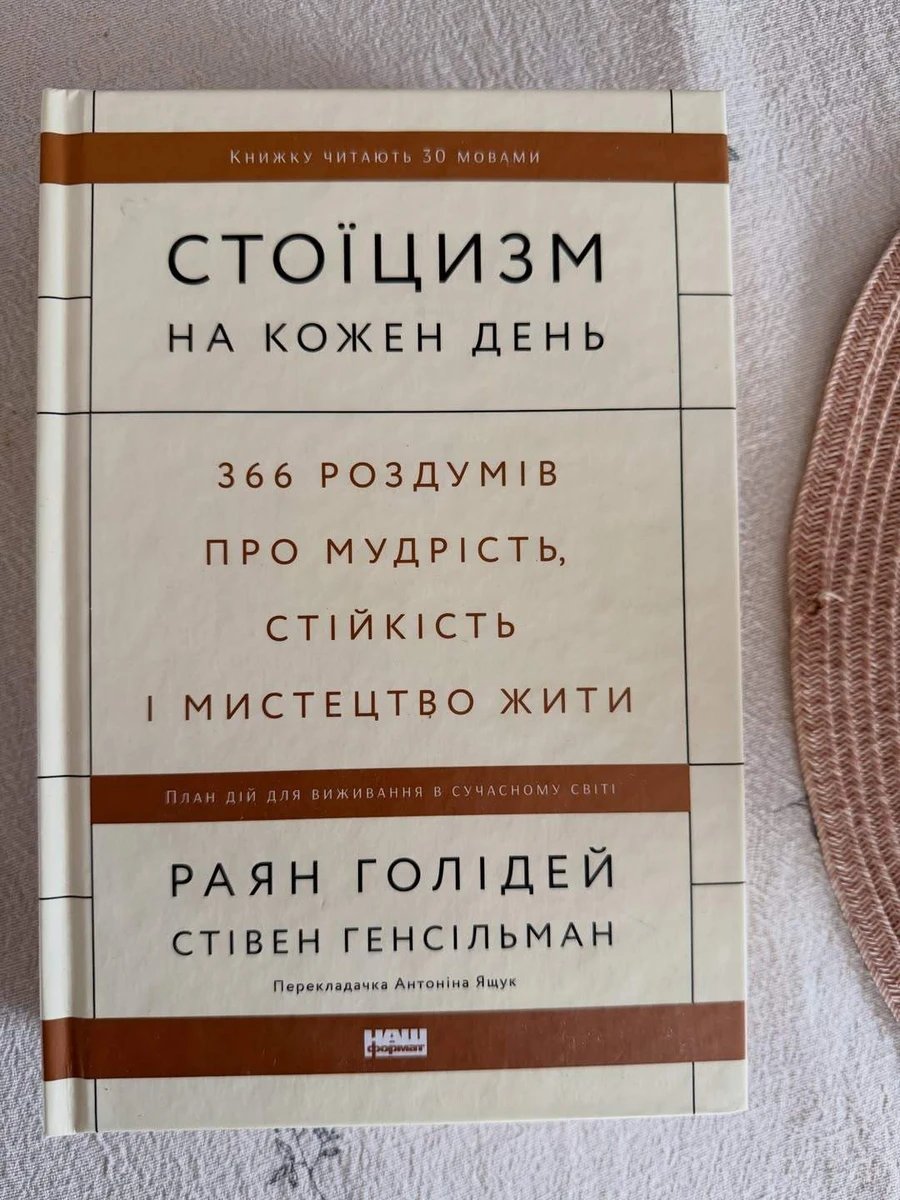 Книжку читають 30 мовами
СТОЇЦИЗМ
НА КОЖЕН ДЕНЬ
366 РОЗДУМІВ
ПРО МУДРІСТЬ,
СТІЙКІСТЬ
І МИСТЕЦТВО ЖИТИ
План дій для виживання в сучасному світі
РАЯН ГОЛІДЕЙ
СТІВЕН ГЕНСІЛЬМАН
Перекладачка Антоніна Ящук
НАШ
формат